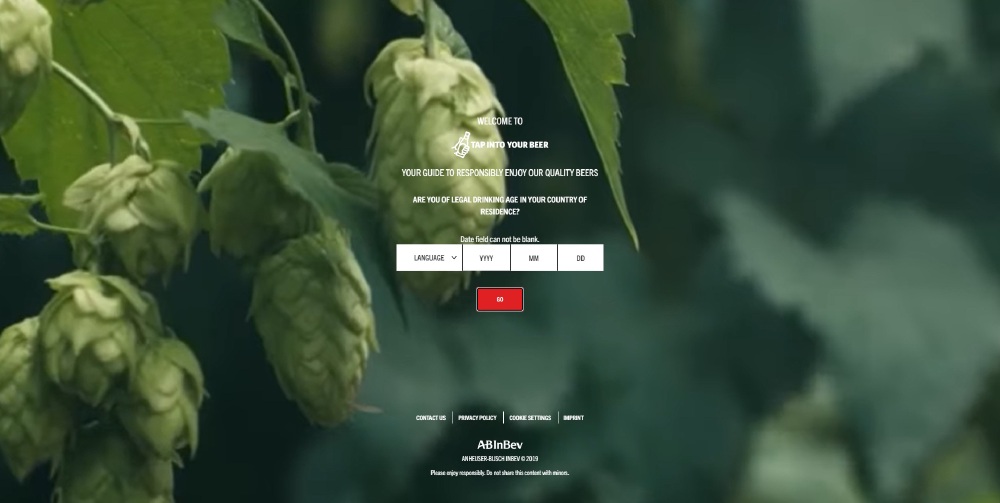 WELCOME TO
TAP INTO YOUR BEER
YOUR GUIDE TO RESPONSIBLY ENJOY OUR QUALITY BEERS
ARE YOU OF LEGAL DRINKING AGE IN YOUR COUNTRY OF
RESIDENCE?
Date field can not be blank.
LANGUAGE YYYY MM DD
GO
CONTACT US PRIVACY POLICY COOKIE SETTINGS IMPRINT
ABInBev
ANHEUSER-BUSCH INBEV © 2019
Please enjoy responsibly. Do not share this content with minors.